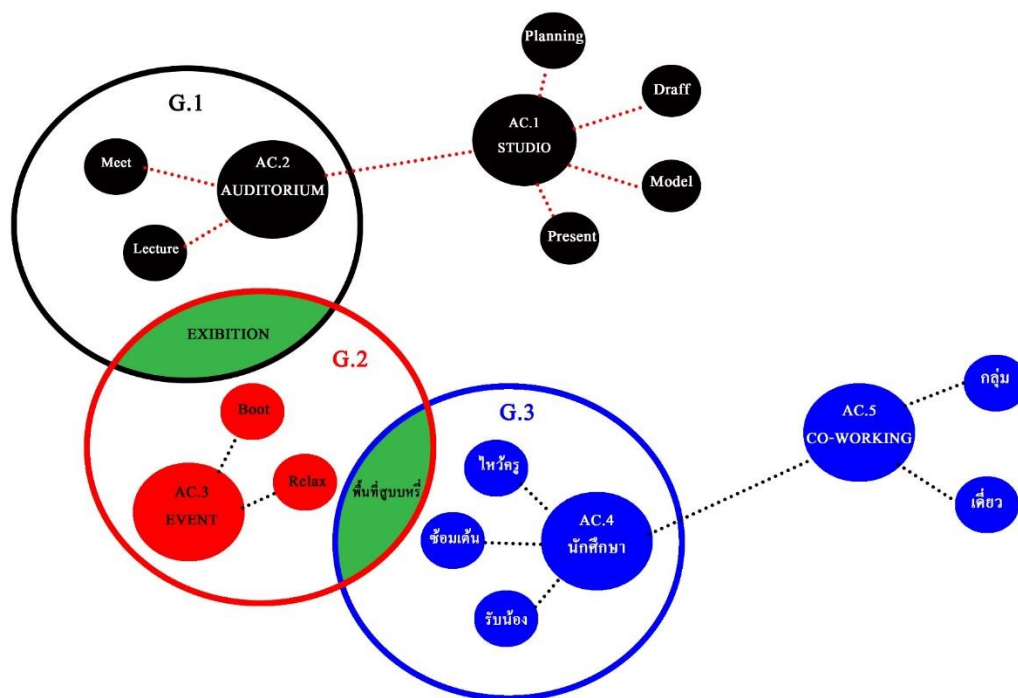 Planning
Draff
AC.1
STUDIO
Model
Present
G.1
Meet
AC.2
AUDITORIUM
Lecture
EXIBITION
G.2
Boot
Relax
AC.3
EVENT
พื้นที่สูบบหรี่
G.3
ไหว้ครู
ซ้อมเต้น
AC.4
นักศึกษา
รับน้อง
AC.5
CO-WORKING
กลุ่ม
เดี่ยว